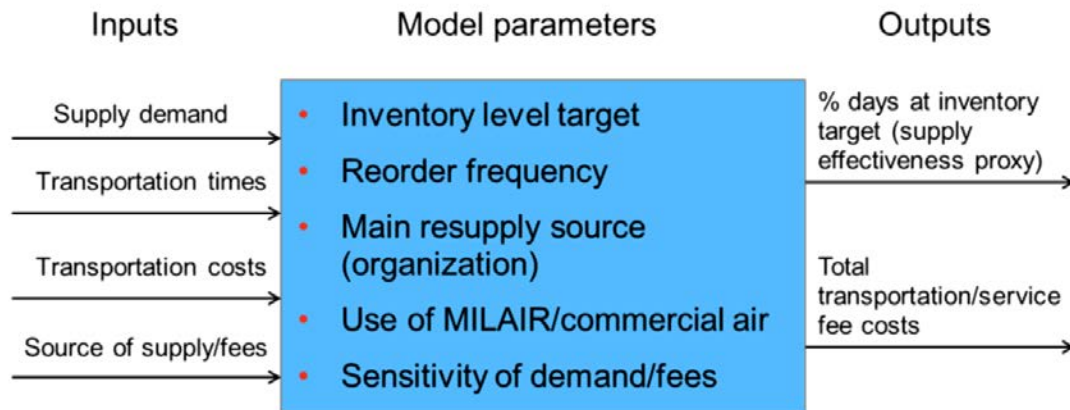 Inputs
Model parameters
Outputs
Supply demand
Transportation times
Transportation costs
Source of supply/fees
• Inventory level target
• Reorder frequency
• Main resupply source
(organization)
• Use of MILAIR/commercial air
• Sensitivity of demand/fees
% days at inventory
target (supply
effectiveness proxy)
Total
transportation/service
fee costs